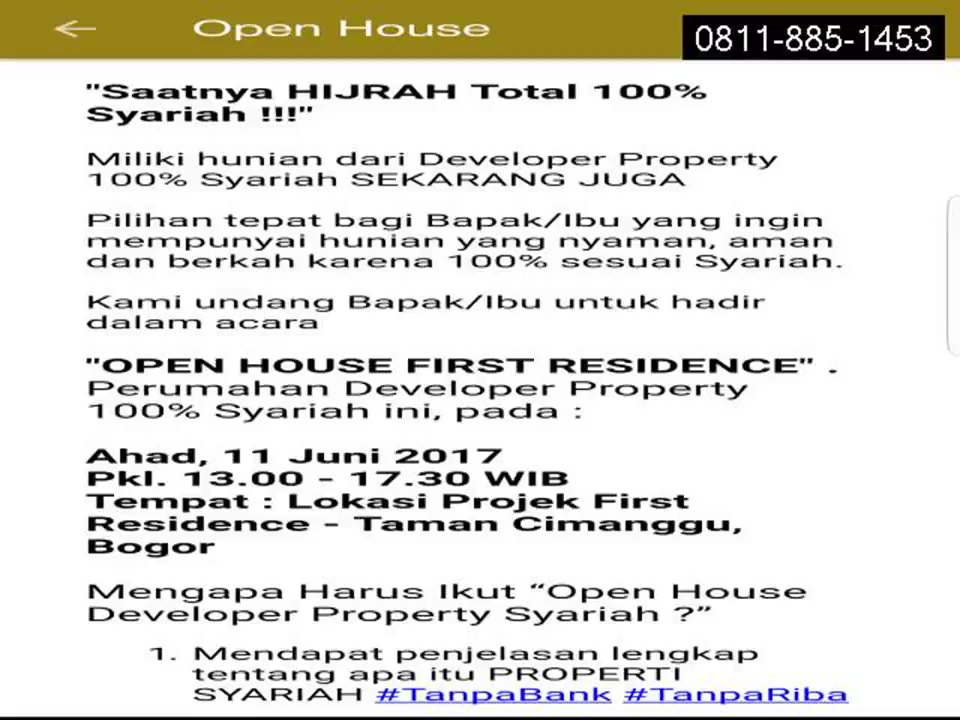 Open House
0811-885-1453
"Saatnya HIJRAH Total 100%
Syariah !!!"
Miliki hunian dari Developer Property
100% Syariah SEKARANG JUGA
Pilihan tepat bagi Bapak/Ibu yang ingin
mempunyai hunian yang nyaman, aman
dan berkah karena 100% sesuai Syariah.
Kami undang Bapak/Ibu untuk hadir
dalam acara
"OPEN HOUSE FIRST RESIDENCE" .
Perumahan Developer Property
100% Syariah ini, pada :
Ahad, 11 Juni 2017
Pkl. 13.00 - 17.30 WIB
Tempat : Lokasi Projek First
Residence - Taman Cimanggu,
Bogor
Mengapa Harus Ikut “Open House
Developer Property Syariah ?”
1. Mendapat penjelasan lengkap
tentang apa itu PROPERTI
SYARIAH #TanpaBank #TanpaRiba